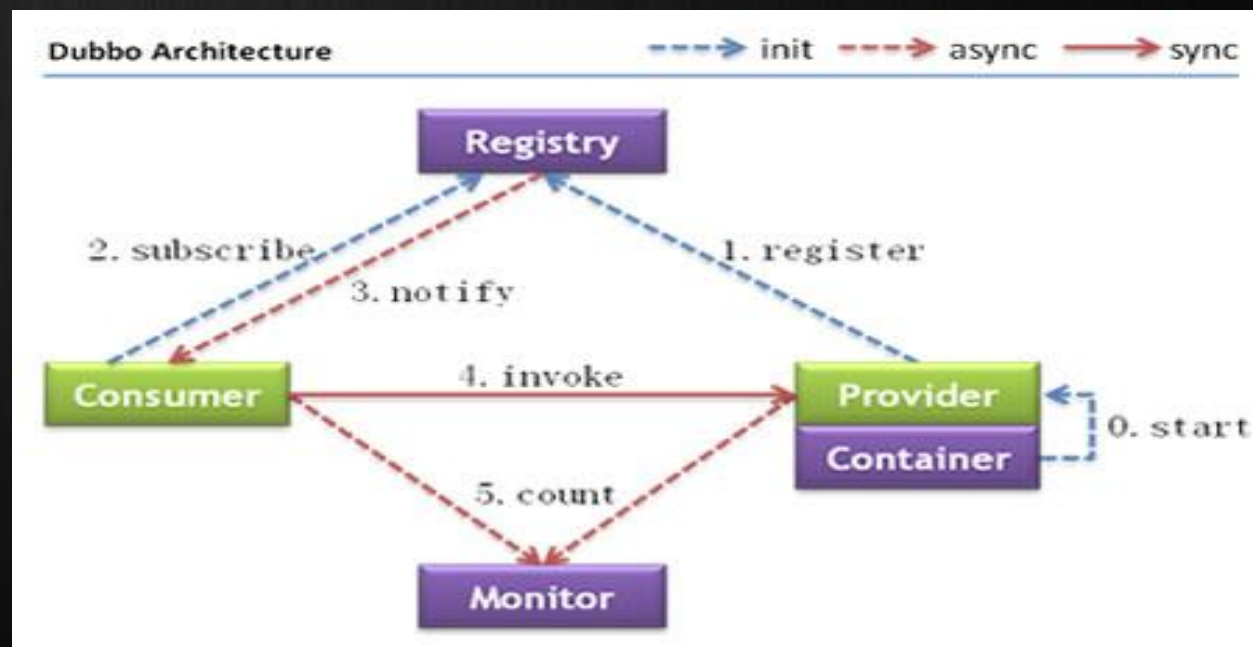 Dubbo Architecture
init
async
sync
Registry
2. subscribe
1. register
3. notify
Consumer
4. invoke
Provider
0. start
Container
5. count
Monitor